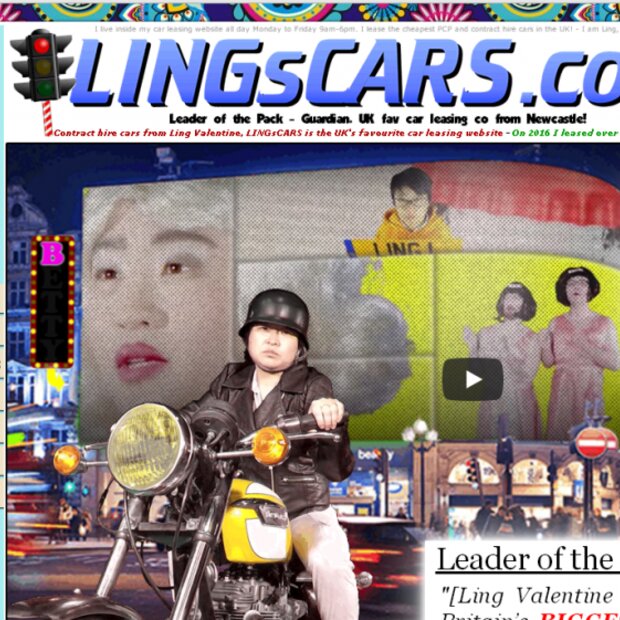 I live inside my car leasing website all day Monday to Friday 9am-6pm. I lease the cheapest PCP and contract hire cars in the UK! - I am Ling,
LINGsCARS.co
Leader of the Pack - Guardian. UK fav car leasing co from Newcastle!
Contract hire cars from Ling Valentine, LINGsCARS is the UK's favourite car leasing website - On 2016 I leased over
LING !
BETTY
Leader of the
"[Ling Valentine
Britain's BIGGES